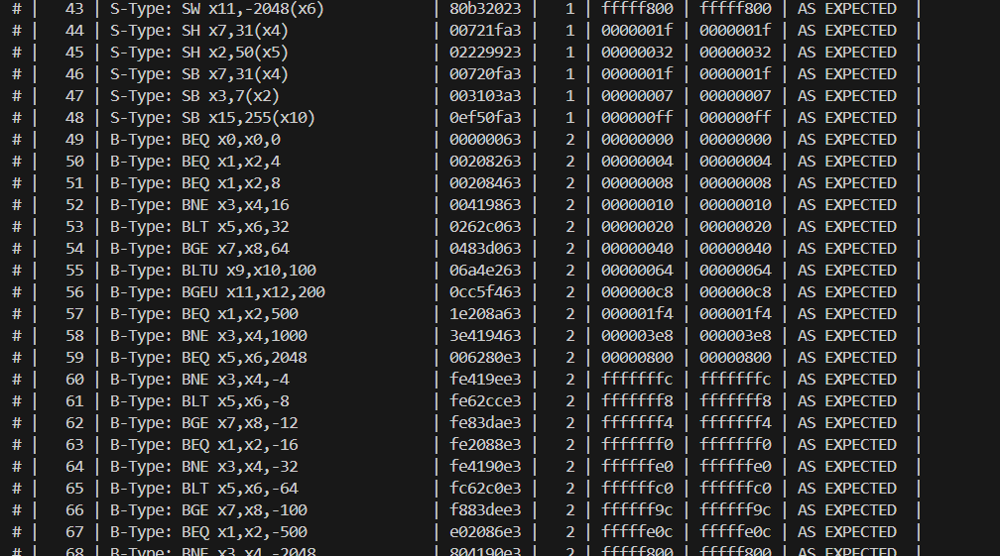 # |   43 | S-Type: SW x11,-2048(x6)            | 80b32023 |   1 | fffff800 | fffff800 | AS EXPECTED  |
# |   44 | S-Type: SH x7,31(x4)                | 00721fa3 |   1 | 0000001f | 0000001f | AS EXPECTED  |
# |   45 | S-Type: SH x2,50(x5)                | 02229923 |   1 | 00000032 | 00000032 | AS EXPECTED  |
# |   46 | S-Type: SB x7,31(x4)                | 00720fa3 |   1 | 0000001f | 0000001f | AS EXPECTED  |
# |   47 | S-Type: SB x3,7(x2)                 | 003103a3 |   1 | 00000007 | 00000007 | AS EXPECTED  |
# |   48 | S-Type: SB x15,255(x10)             | 0ef50fa3 |   1 | 000000ff | 000000ff | AS EXPECTED  |
# |   49 | B-Type: BEQ x0,x0,0                 | 00000063 |   2 | 00000000 | 00000000 | AS EXPECTED  |
# |   50 | B-Type: BEQ x1,x2,4                 | 00208263 |   2 | 00000004 | 00000004 | AS EXPECTED  |
# |   51 | B-Type: BEQ x1,x2,8                 | 00208463 |   2 | 00000008 | 00000008 | AS EXPECTED  |
# |   52 | B-Type: BNE x3,x4,16                | 00419863 |   2 | 00000010 | 00000010 | AS EXPECTED  |
# |   53 | B-Type: BLT x5,x6,32                | 0262c063 |   2 | 00000020 | 00000020 | AS EXPECTED  |
# |   54 | B-Type: BGE x7,x8,64                | 0483d063 |   2 | 00000040 | 00000040 | AS EXPECTED  |
# |   55 | B-Type: BLTU x9,x10,100             | 06a4e263 |   2 | 00000064 | 00000064 | AS EXPECTED  |
# |   56 | B-Type: BGEU x11,x12,200            | 0cc5f463 |   2 | 000000c8 | 000000c8 | AS EXPECTED  |
# |   57 | B-Type: BEQ x1,x2,500               | 1e208a63 |   2 | 000001f4 | 000001f4 | AS EXPECTED  |
# |   58 | B-Type: BNE x3,x4,1000              | 3e419463 |   2 | 000003e8 | 000003e8 | AS EXPECTED  |
# |   59 | B-Type: BEQ x5,x6,2048              | 006280e3 |   2 | 00000800 | 00000800 | AS EXPECTED  |
# |   60 | B-Type: BNE x3,x4,-4                | fe419ee3 |   2 | fffffffc | fffffffc | AS EXPECTED  |
# |   61 | B-Type: BLT x5,x6,-8                | fe62cce3 |   2 | fffffff8 | fffffff8 | AS EXPECTED  |
# |   62 | B-Type: BGE x7,x8,-12               | fe83dae3 |   2 | fffffff4 | fffffff4 | AS EXPECTED  |
# |   63 | B-Type: BEQ x1,x2,-16               | fe2088e3 |   2 | fffffff0 | fffffff0 | AS EXPECTED  |
# |   64 | B-Type: BNE x3,x4,-32               | fe4190e3 |   2 | ffffffe0 | ffffffe0 | AS EXPECTED  |
# |   65 | B-Type: BLT x5,x6,-64               | fc62c0e3 |   2 | ffffffc0 | ffffffc0 | AS EXPECTED  |
# |   66 | B-Type: BGE x7,x8,-100              | f883dee3 |   2 | ffffff9c | ffffff9c | AS EXPECTED  |
# |   67 | B-Type: BEQ x1,x2,-500              | e02086e3 |   2 | fffffe0c | fffffe0c | AS EXPECTED  |
# |   68 | B-Type: BNE x3,x4,-2048             | 804190e3 |   2 | fffff800 | fffff800 | AS EXPECTED  |